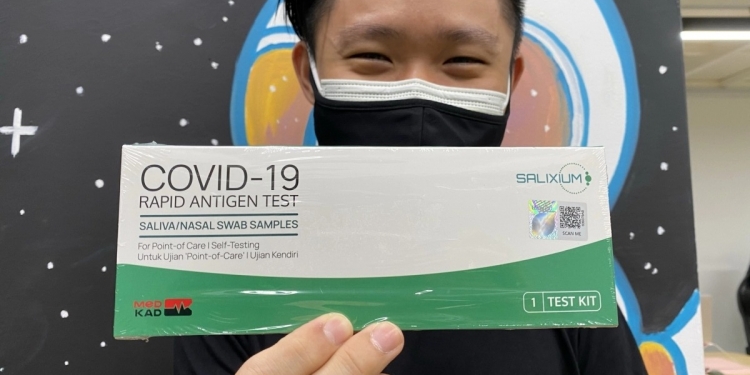 COVID-19
RAPID ANTIGEN TEST
SALIVA/NASAL SWAB SAMPLES
For Point-of Care | Self-Testing
Untuk Ujian 'Point-of-Care' | Ujian Kendiri
MED
KAD
SALIXIUM
SCAN ME
1 TEST KIT